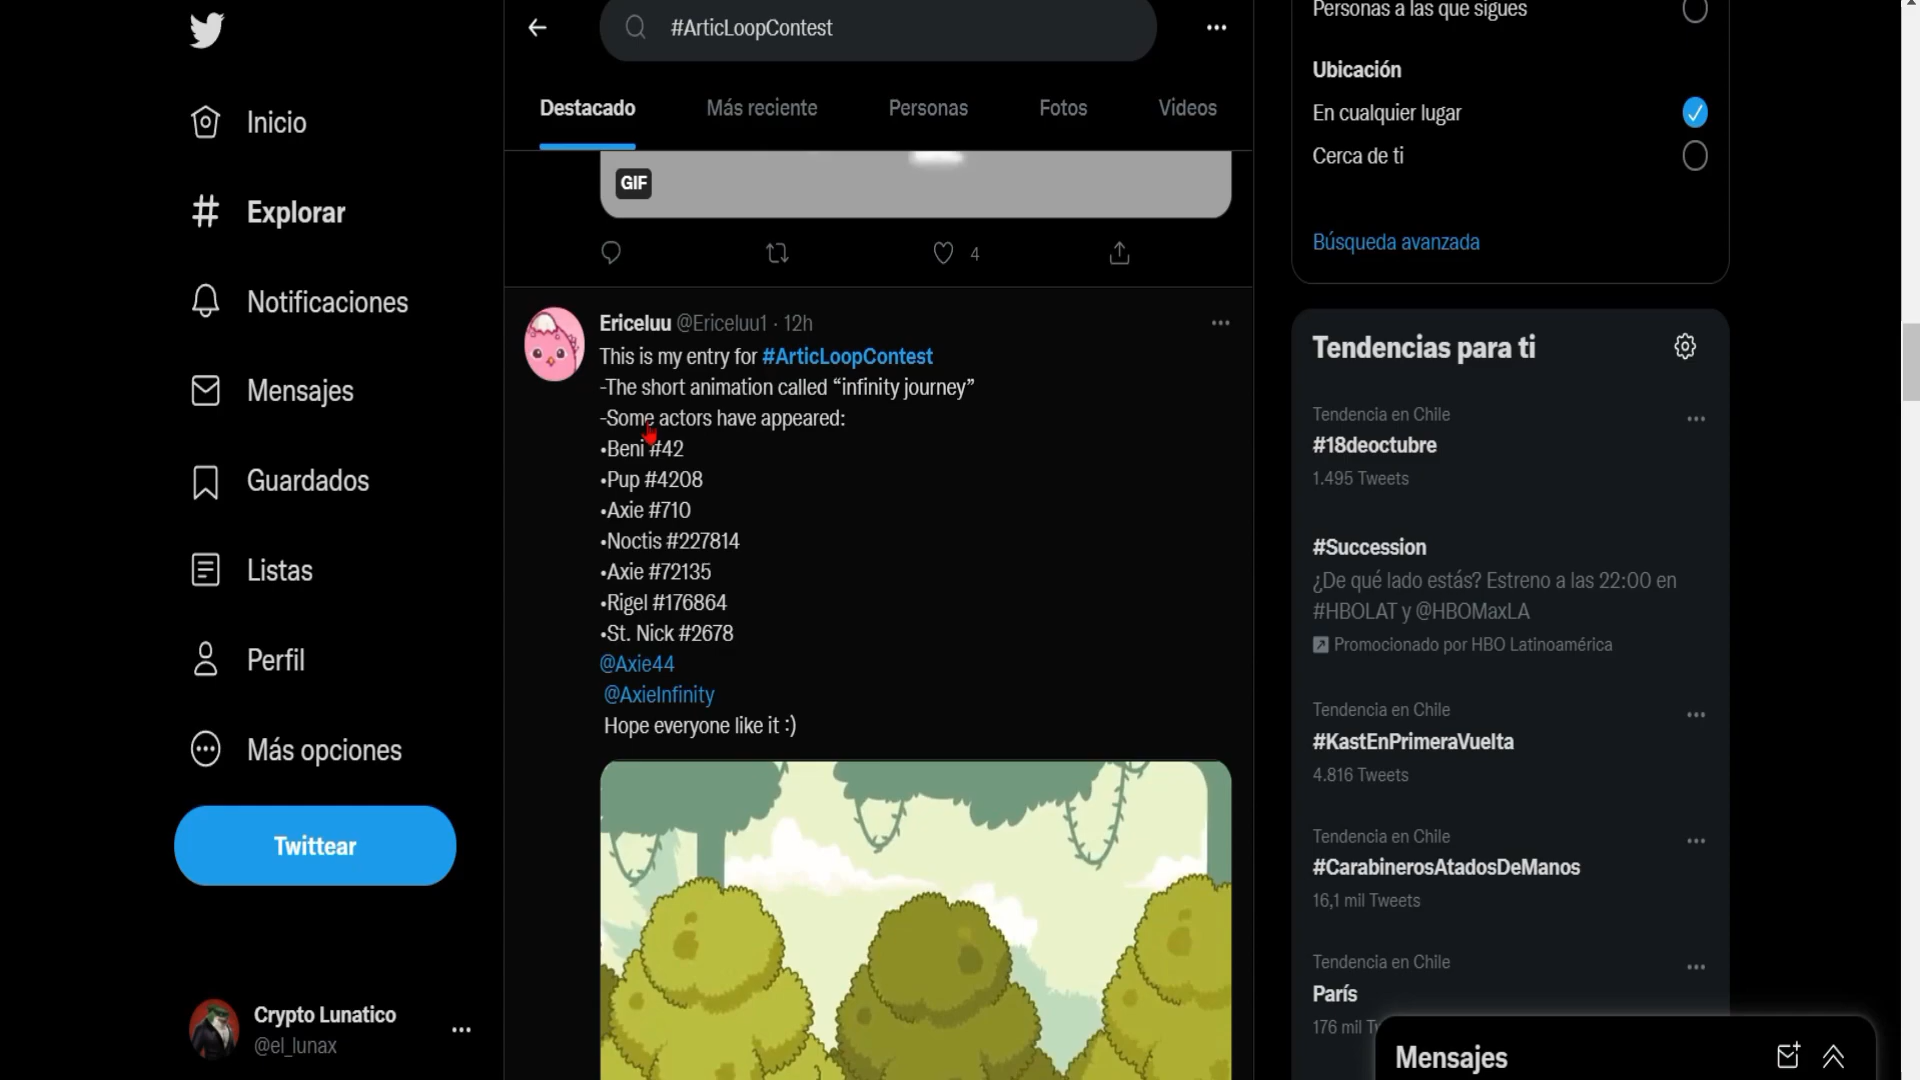 Inicio
Explorar
Notificaciones
Mensajes
Guardados
Listas
Perfil
Más opciones
Twittear
Crypto Lunatico
@el_lunax
#ArticLoopContest
Destacado
Más reciente
Personas
Fotos
Videos
GIF
4
Ericeluu @Ericeluu1 · 12h
This is my entry for #ArticLoopContest
-The short animation called “infinity journey”
-Some actors have appeared:
•Beni #42
•Pup #4208
•Axie #710
•Noctis #227814
•Axie #72135
•Rigel #176864
•St. Nick #2678
@Axie44
@AxieInfinity
Hope everyone like it :)
Personas a las que sigues
Ubicación
En cualquier lugar
Cerca de ti
Búsqueda avanzada
Tendencias para ti
Tendencia en Chile
#18deoctubre
1.495 Tweets
#Succession
¿De qué lado estás? Estreno a las 22:00 en
#HBOLAT y @HBOMaxLA
Promocionado por HBO Latinoamérica
Tendencia en Chile
#KastEnPrimeraVuelta
4.816 Tweets
Tendencia en Chile
#CarabinerosAtadosDeManos
16,1 mil Tweets
Tendencia en Chile
París
176 mil
Mensajes